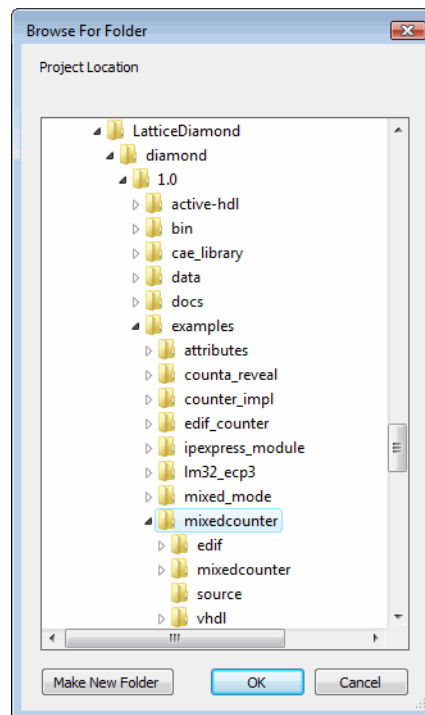 Browse For Folder
Project Location
LatticeDiamond
diamond
1.0
active-hdl
bin
cae_library
data
docs
examples
attributes
counta_reveal
counter_impl
edif_counter
ipexpress_module
lm32_ecp3
mixed_mode
mixedcounter
edif
mixedcounter
source
vhdl
Make New Folder OK Cancel